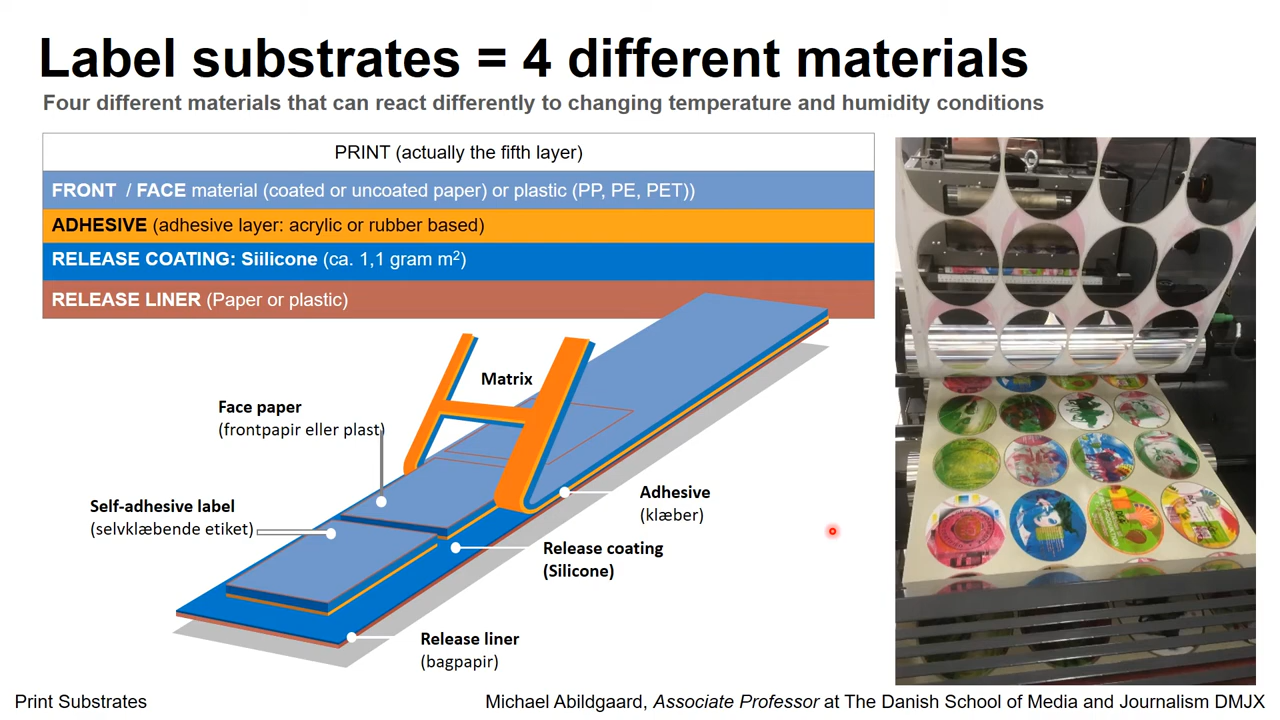 Label substrates = 4 different materials
Four different materials that can react differently to changing temperature and humidity conditions
PRINT (actually the fifth layer)
FRONT / FACE material (coated or uncoated paper) or plastic (PP, PE, PET))
ADHESIVE (adhesive layer: acrylic or rubber based)
RELEASE COATING: Siilicone (ca. 1,1 gram m²)
RELEASE LINER (Paper or plastic)
Matrix
Face paper
(frontpapir eller plast)
Self-adhesive label
(selvklæbende etiket)
Adhesive
(klæber)
Release coating
(Silicone)
Release liner
(bagpapir)
Print Substrates
Michael Abildgaard, Associate Professor at The Danish School of Media and Journalism DMJX